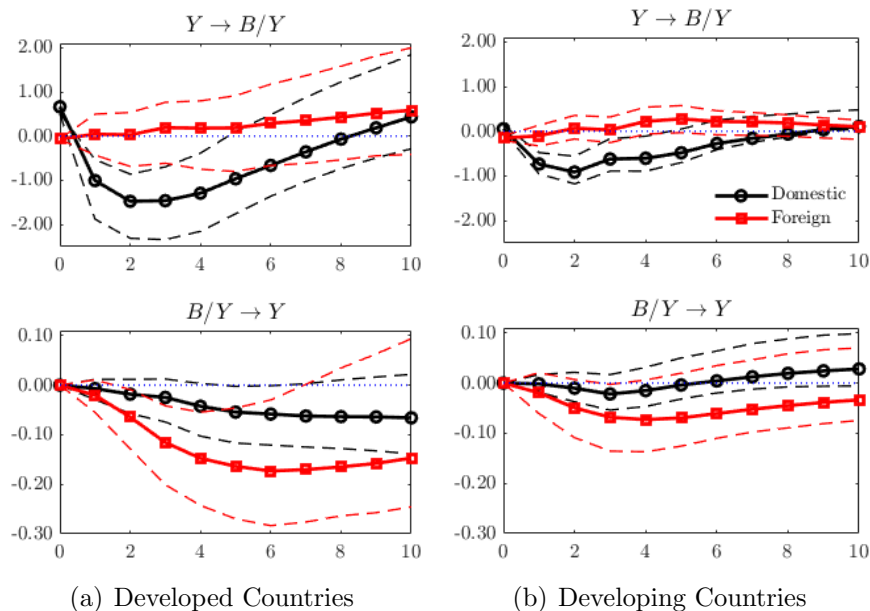 Y → B/Y
2.00
1.00
0.00
-1.00
-2.00
0 2 4 6 8 10
Y → B/Y
2.00
1.00
0.00
-1.00
-2.00
Domestic
Foreign
0 2 4 6 8 10
B/Y → Y
0.10
0.00
-0.10
-0.20
-0.30
0 2 4 6 8 10
B/Y → Y
0.10
0.00
-0.10
-0.20
-0.30
0 2 4 6 8 10
(a) Developed Countries
(b) Developing Countries